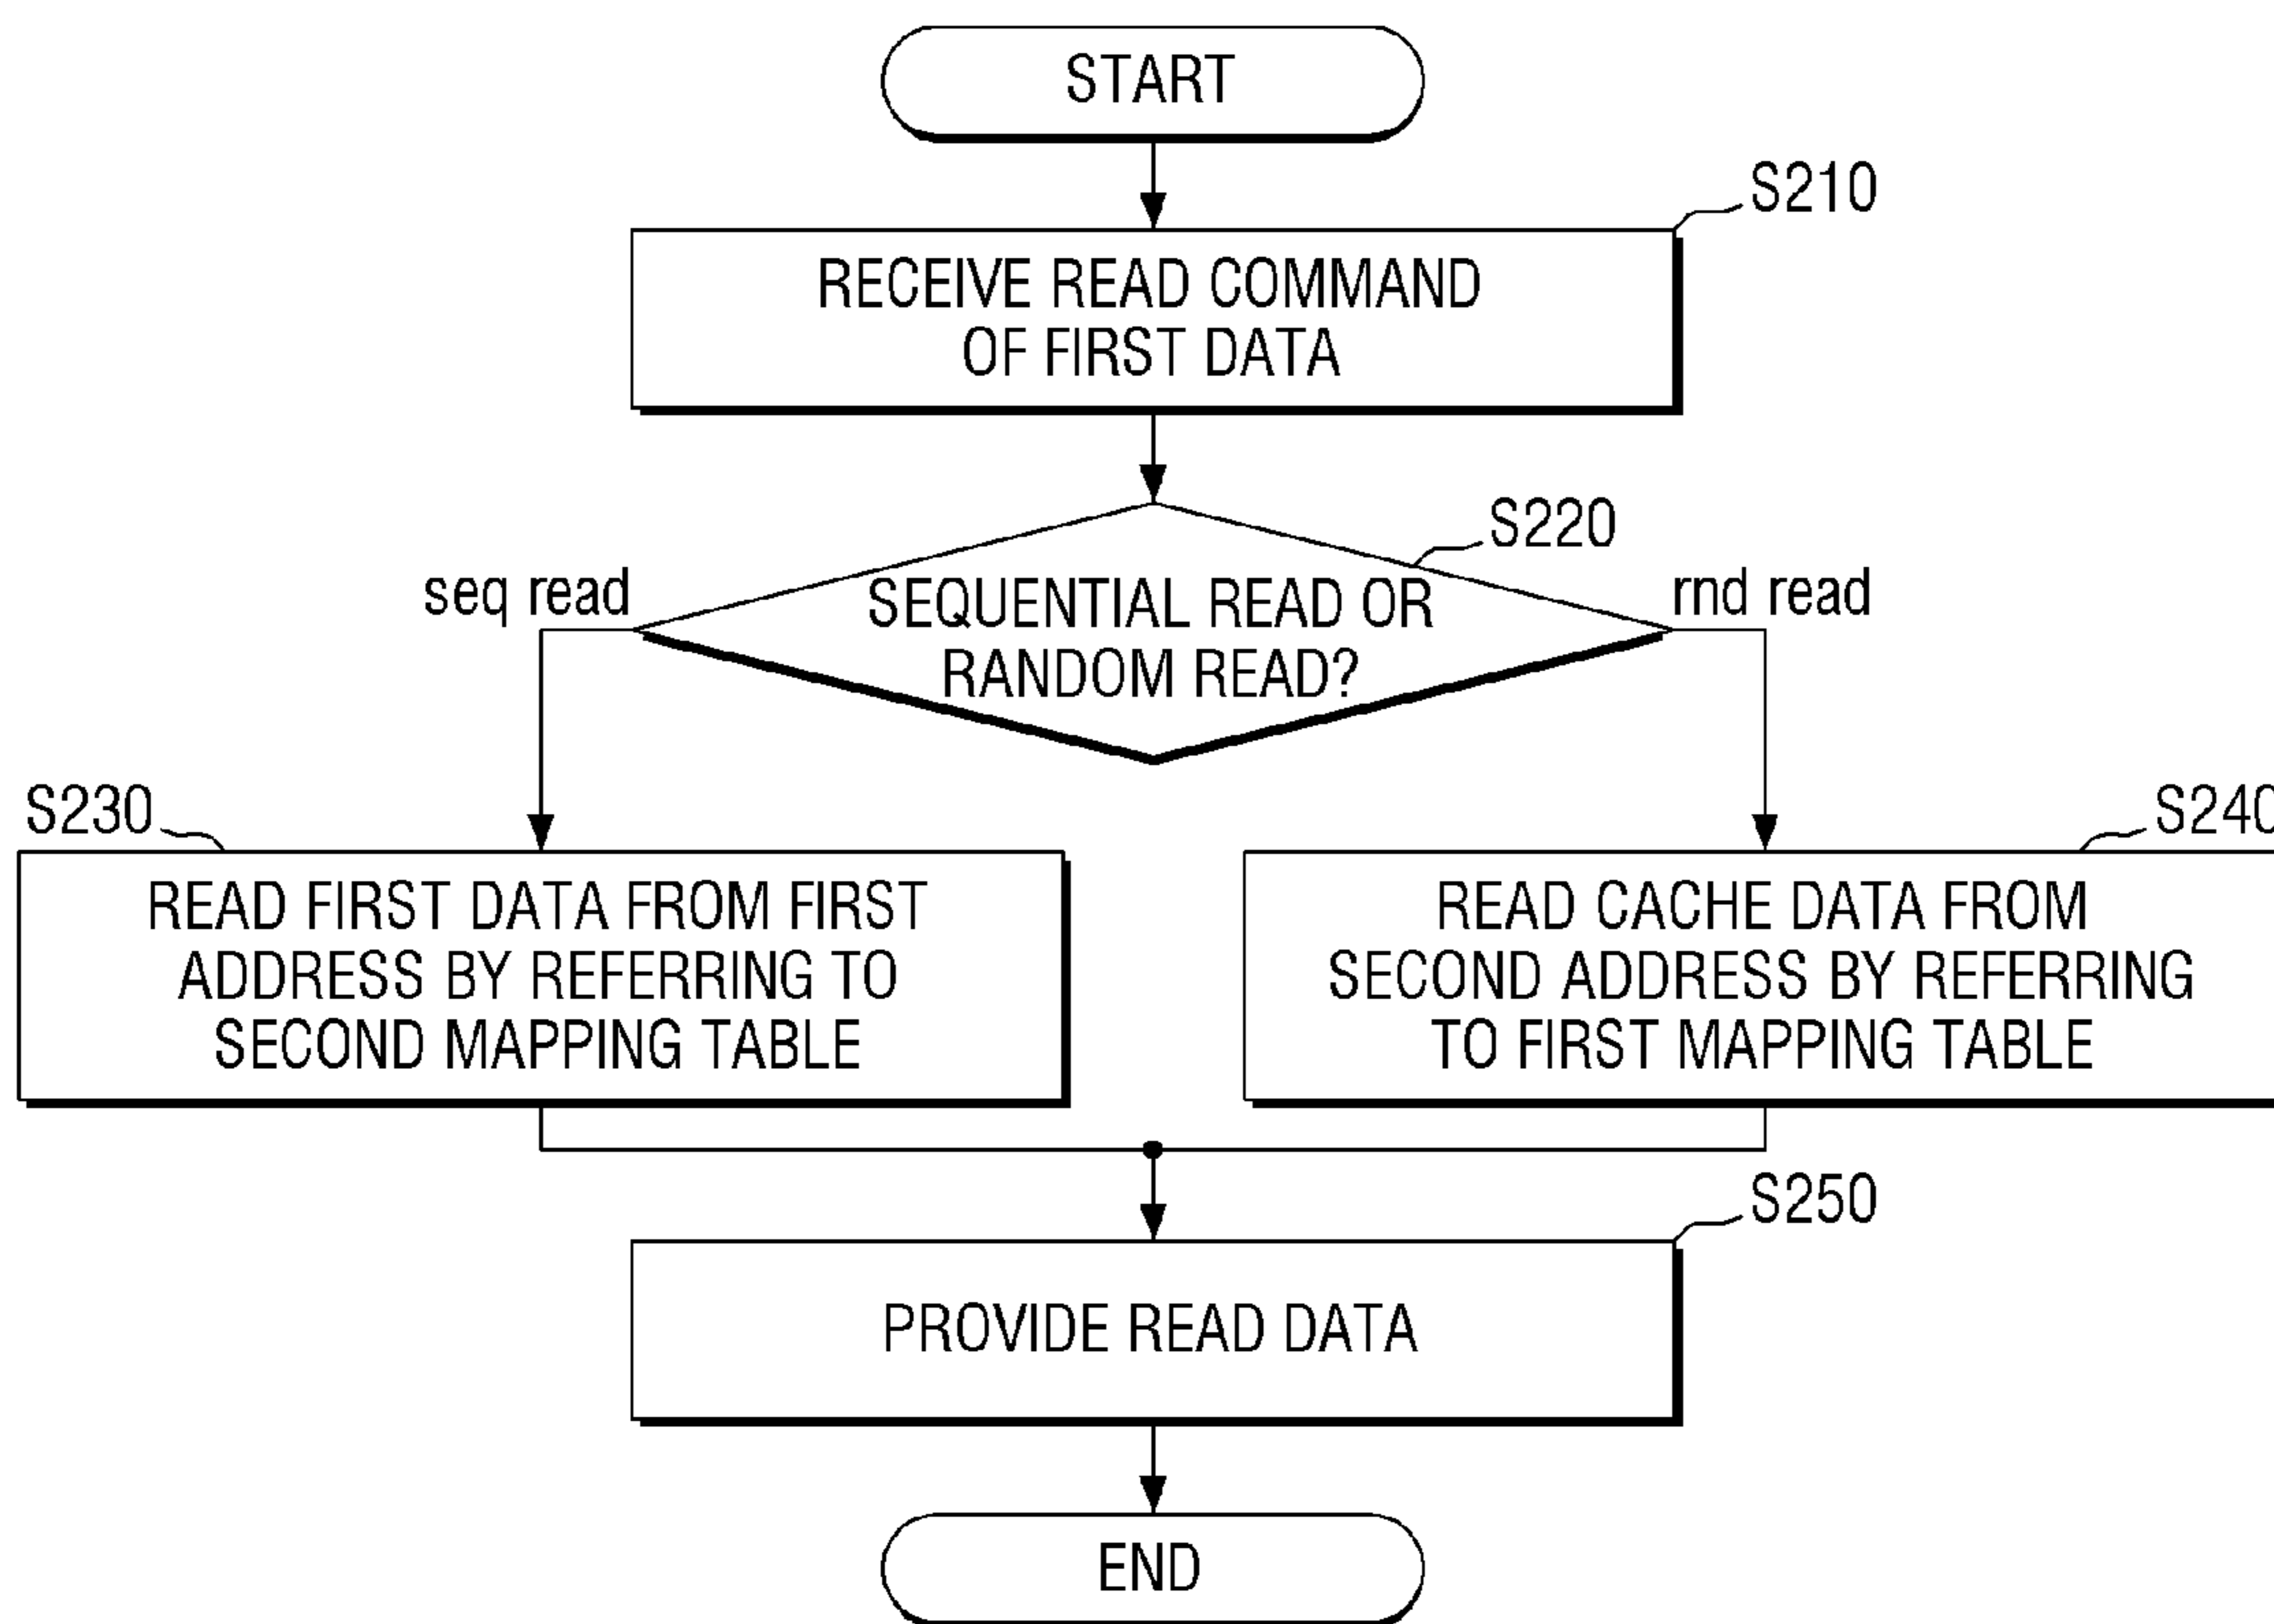 START
S210
RECEIVE READ COMMAND
OF FIRST DATA
S220
seq read
SEQUENTIAL READ OR
RANDOM READ?
rnd read
S230
READ FIRST DATA FROM FIRST
ADDRESS BY REFERRING TO
SECOND MAPPING TABLE
S240
READ CACHE DATA FROM
SECOND ADDRESS BY REFERRING
TO FIRST MAPPING TABLE
S250
PROVIDE READ DATA
END